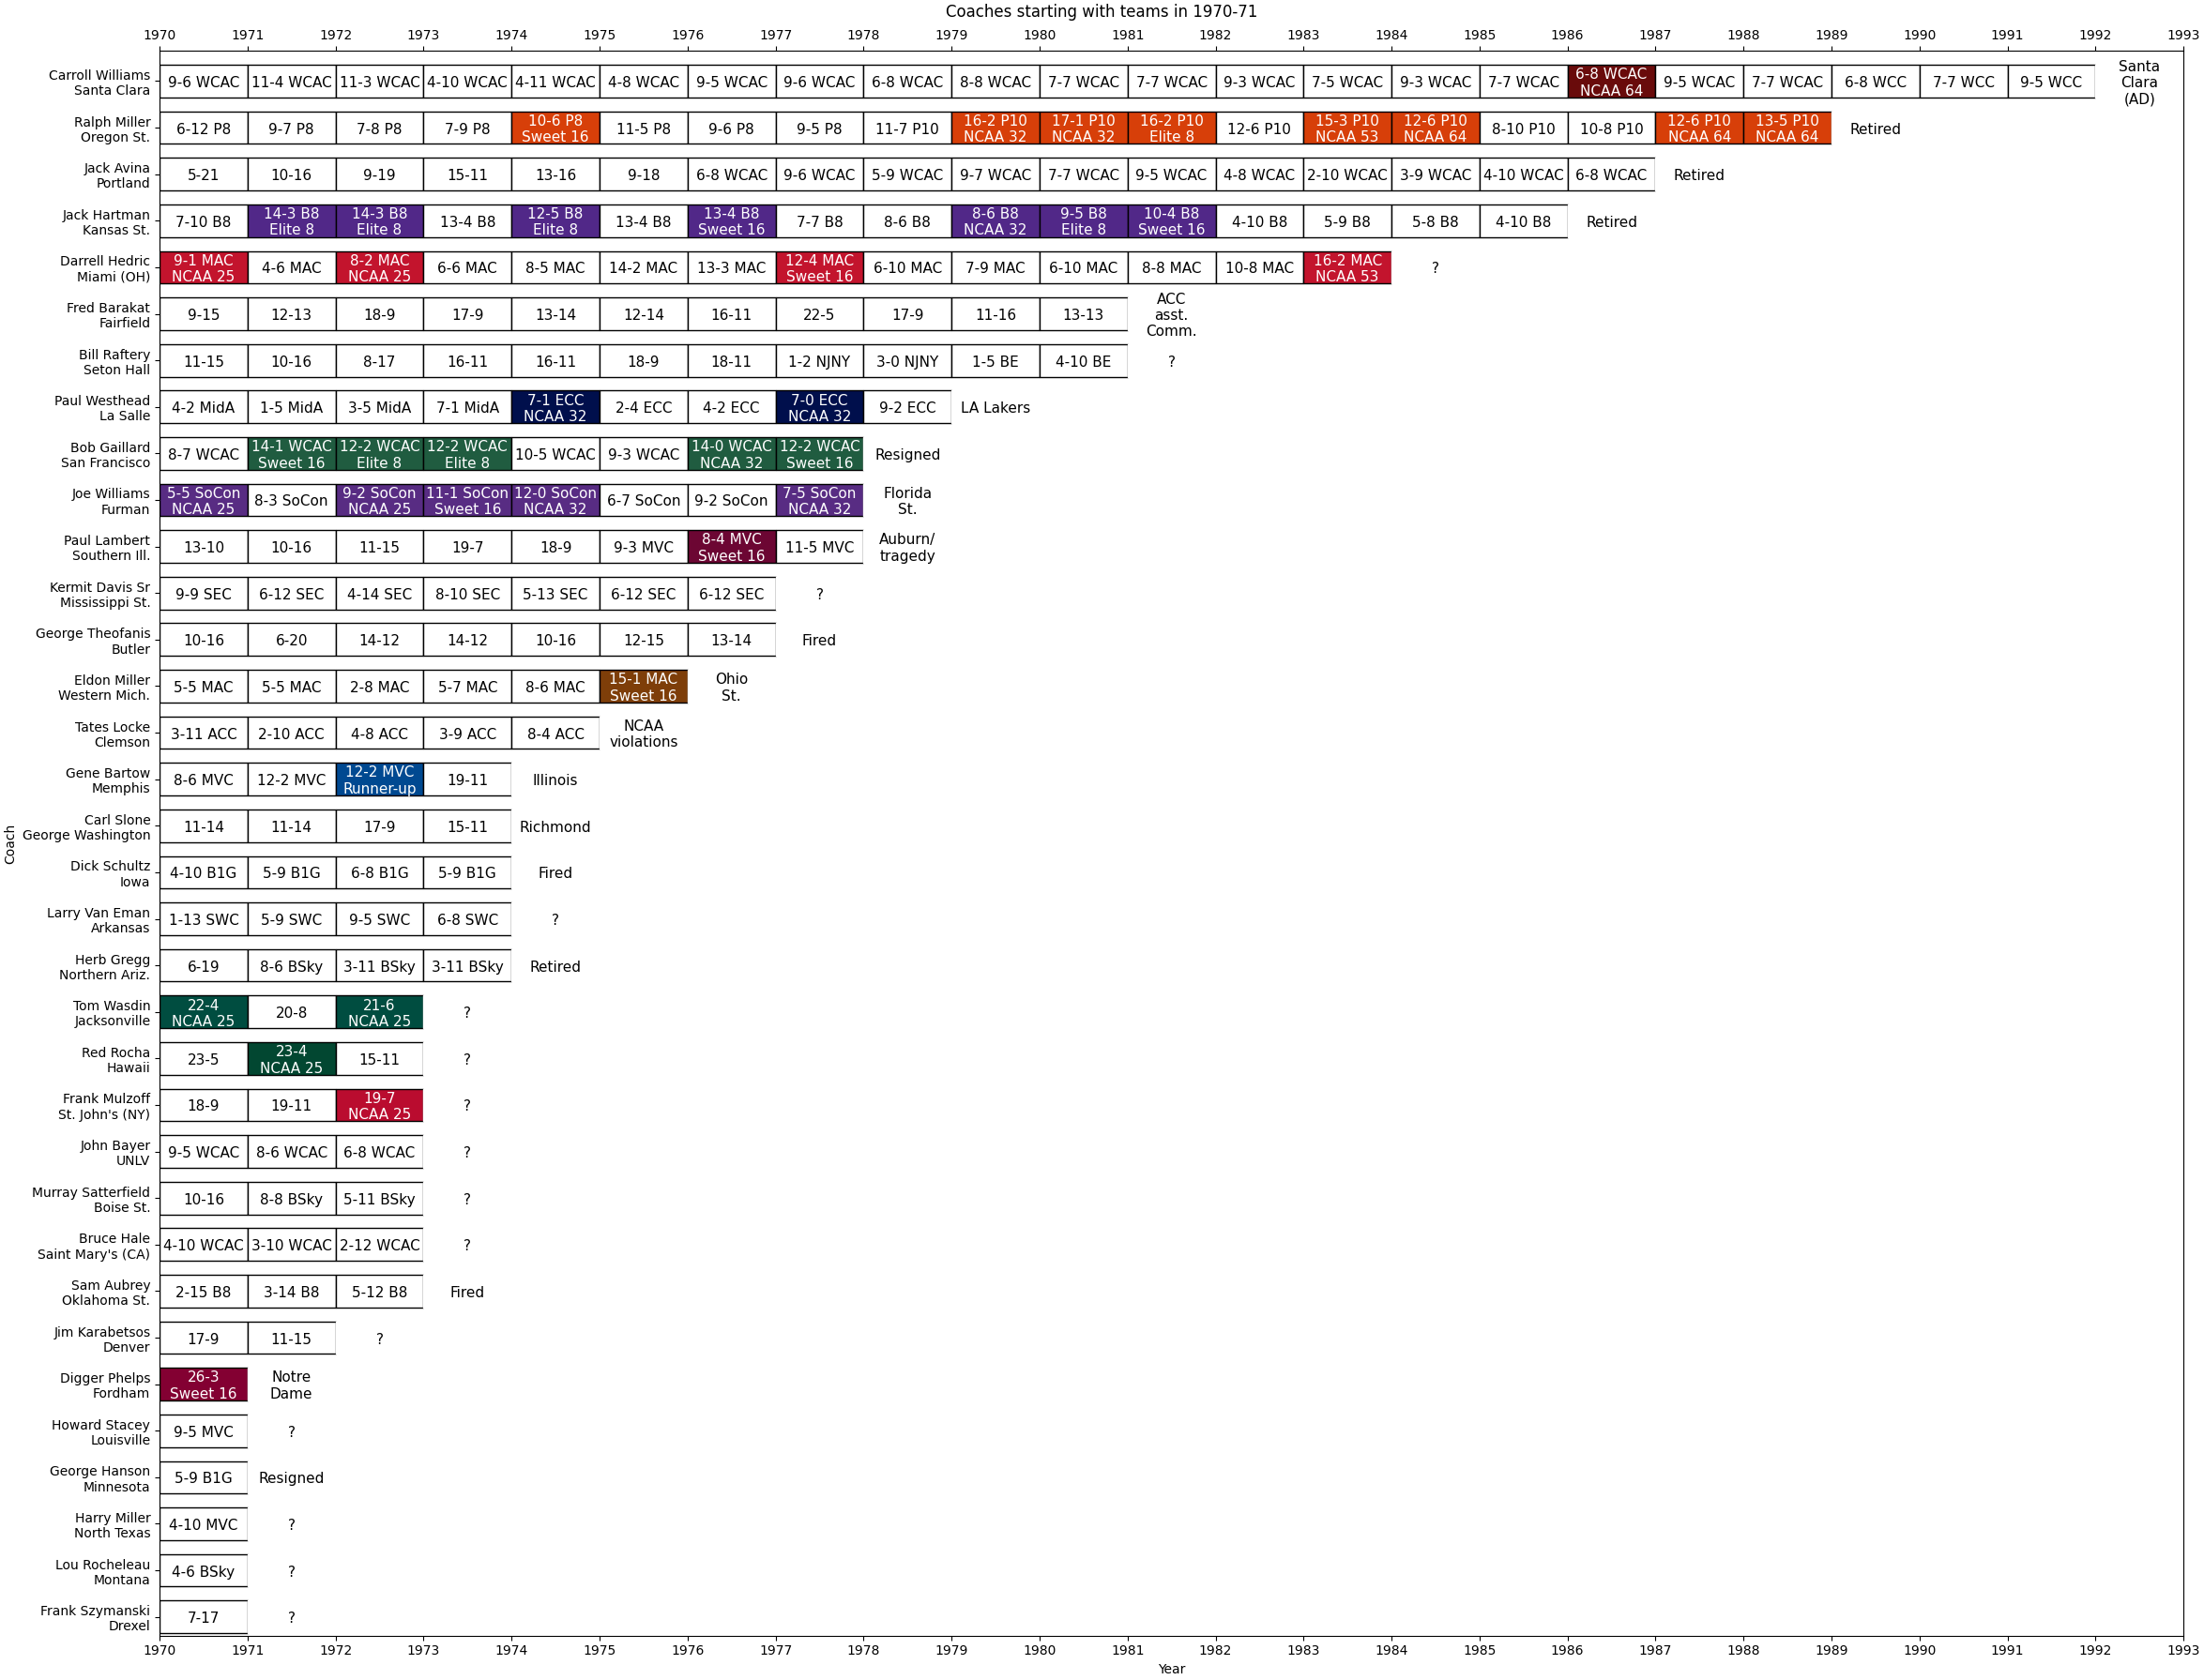 Coaches starting with teams in 1970-71
1970 1971 1972 1973 1974 1975 1976 1977 1978 1979 1980 1981 1982 1983 1984 1985 1986 1987 1988 1989 1990 1991 1992 1993
Carroll Williams
Santa Clara
9-6 WCAC 11-4 WCAC 11-3 WCAC 4-10 WCAC 4-11 WCAC 4-8 WCAC 9-5 WCAC 9-6 WCAC 6-8 WCAC 8-8 WCAC 7-7 WCAC 7-7 WCAC 9-3 WCAC 7-5 WCAC 9-3 WCAC 7-7 WCAC 6-8 WCAC
NCAA 64
9-5 WCAC 7-7 WCAC 6-8 WCC 7-7 WCC 9-5 WCC
Santa
Clara
(AD)
Ralph Miller
Oregon St.
6-12 P8 9-7 P8 7-8 P8 7-9 P8 10-6 P8
Sweet 16
11-5 P8 9-6 P8 9-5 P8 11-7 P10 16-2 P10
NCAA 32
17-1 P10
NCAA 32
16-2 P10
Elite 8
12-6 P10 15-3 P10
NCAA 53
12-6 P10
NCAA 64
8-10 P10 10-8 P10 12-6 P10
NCAA 64
13-5 P10
NCAA 64
Retired
Jack Avina
Portland
5-21 10-16 9-19 15-11 13-16 9-18 6-8 WCAC 9-6 WCAC 5-9 WCAC 9-7 WCAC 7-7 WCAC 9-5 WCAC 4-8 WCAC 2-10 WCAC 3-9 WCAC 4-10 WCAC 6-8 WCAC Retired
Jack Hartman
Kansas St.
7-10 B8 14-3 B8
Elite 8
14-3 B8
Elite 8
13-4 B8 12-5 B8
Elite 8
13-4 B8 13-4 B8
Sweet 16
7-7 B8 8-6 B8 8-6 B8
NCAA 32
9-5 B8
Elite 8
10-4 B8
Sweet 16
4-10 B8 5-9 B8 5-8 B8 4-10 B8 Retired
Darrell Hedric
Miami (OH)
9-1 MAC
NCAA 25
4-6 MAC 8-2 MAC
NCAA 25
6-6 MAC 8-5 MAC 14-2 MAC 13-3 MAC 12-4 MAC
Sweet 16
6-10 MAC 7-9 MAC 6-10 MAC 8-8 MAC 10-8 MAC 16-2 MAC
NCAA 53
?
Fred Barakat
Fairfield
9-15 12-13 18-9 17-9 13-14 12-14 16-11 22-5 17-9 11-16 13-13
ACC
asst.
Comm.
Bill Raftery
Seton Hall
11-15 10-16 8-17 16-11 16-11 18-9 18-11 1-2 NJNY 3-0 NJNY 1-5 BE 4-10 BE ?
Paul Westhead
La Salle
4-2 MidA 1-5 MidA 3-5 MidA 7-1 MidA 7-1 ECC
NCAA 32
2-4 ECC 4-2 ECC 7-0 ECC
NCAA 32
9-2 ECC LA Lakers
Bob Gaillard
San Francisco
8-7 WCAC 14-1 WCAC
Sweet 16
12-2 WCAC
Elite 8
12-2 WCAC
Elite 8
10-5 WCAC 9-3 WCAC 14-0 WCAC
NCAA 32
12-2 WCAC
Sweet 16
Resigned
Joe Williams
Furman
5-5 SoCon
NCAA 25
8-3 SoCon 9-2 SoCon
NCAA 25
11-1 SoCon
Sweet 16
12-0 SoCon
NCAA 32
6-7 SoCon 9-2 SoCon 7-5 SoCon
NCAA 32
Florida
St.
Paul Lambert
Southern Ill.
13-10 10-16 11-15 19-7 18-9 9-3 MVC 8-4 MVC
Sweet 16
11-5 MVC
Auburn/
tragedy
Kermit Davis Sr
Mississippi St.
9-9 SEC 6-12 SEC 4-14 SEC 8-10 SEC 5-13 SEC 6-12 SEC 6-12 SEC ?
George Theofanis
Butler
10-16 6-20 14-12 14-12 10-16 12-15 13-14 Fired
Eldon Miller
Western Mich.
5-5 MAC 5-5 MAC 2-8 MAC 5-7 MAC 8-6 MAC 15-1 MAC
Sweet 16
Ohio
St.
Tates Locke
Clemson
3-11 ACC 2-10 ACC 4-8 ACC 3-9 ACC 8-4 ACC
NCAA
violations
Gene Bartow
Memphis
8-6 MVC 12-2 MVC 12-2 MVC
Runner-up
19-11 Illinois
Carl Slone
George Washington
11-14 11-14 17-9 15-11 Richmond
Dick Schultz
Iowa
4-10 B1G 5-9 B1G 6-8 B1G 5-9 B1G Fired
Larry Van Eman
Arkansas
1-13 SWC 5-9 SWC 9-5 SWC 6-8 SWC ?
Herb Gregg
Northern Ariz.
6-19 8-6 BSky 3-11 BSky 3-11 BSky Retired
Tom Wasdin
Jacksonville
22-4
NCAA 25
20-8 21-6
NCAA 25
?
Red Rocha
Hawaii
23-5 23-4
NCAA 25
15-11 ?
Frank Mulzoff
St. John's (NY)
18-9 19-11 19-7
NCAA 25
?
John Bayer
UNLV
9-5 WCAC 8-6 WCAC 6-8 WCAC ?
Murray Satterfield
Boise St.
10-16 8-8 BSky 5-11 BSky ?
Bruce Hale
Saint Mary's (CA)
4-10 WCAC 3-10 WCAC 2-12 WCAC ?
Sam Aubrey
Oklahoma St.
2-15 B8 3-14 B8 5-12 B8 Fired
Jim Karabetsos
Denver
17-9 11-15 ?
Digger Phelps
Fordham
26-3
Sweet 16
Notre
Dame
Howard Stacey
Louisville
9-5 MVC ?
George Hanson
Minnesota
5-9 B1G Resigned
Harry Miller
North Texas
4-10 MVC ?
Lou Rocheleau
Montana
4-6 BSky ?
Frank Szymanski
Drexel
7-17 ?
Coach
1970 1971 1972 1973 1974 1975 1976 1977 1978 1979 1980 1981 1982 1983 1984 1985 1986 1987 1988 1989 1990 1991 1992 1993
Year